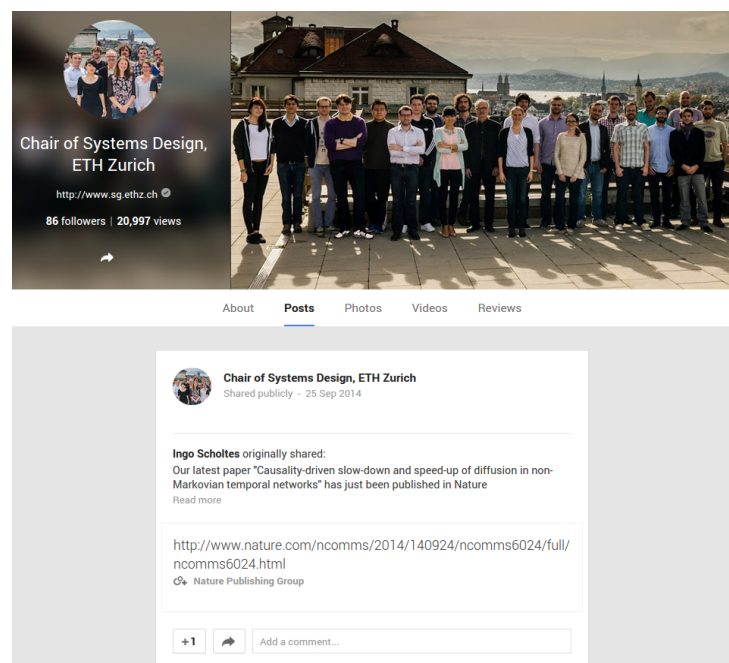 Chair of Systems Design,
ETH Zurich
http://www.sg.ethz.ch
86 followers | 20,997 views
About Posts Photos Videos Reviews
Chair of Systems Design, ETH Zurich
Shared publicly - 25 Sep 2014
Ingo Scholtes originally shared:
Our latest paper "Causality-driven slow-down and speed-up of diffusion in non-
Markovian temporal networks" has just been published in Nature
Read more
http://www.nature.com/ncomms/2014/140924/ncomms6024/full/
ncomms6024.html
Nature Publishing Group
+1
Add a comment...